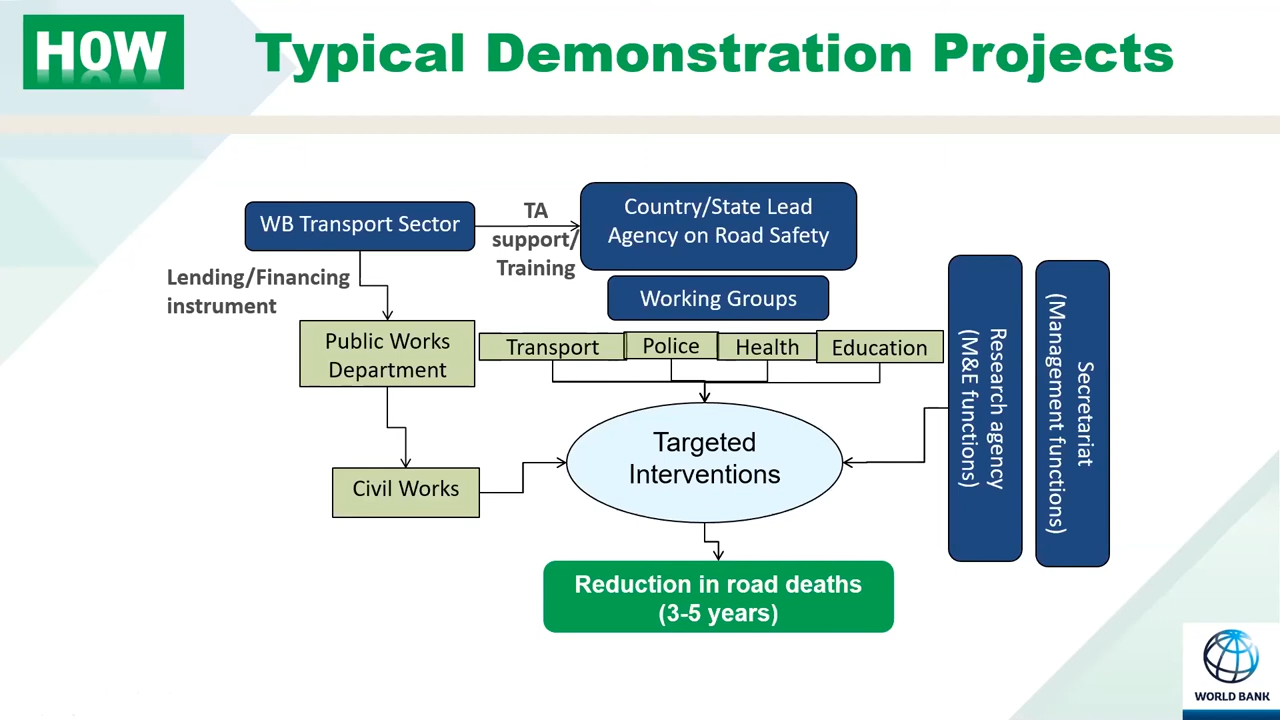 HOW
Typical Demonstration Projects
WB Transport Sector
TA
support/
Training
Country/State Lead
Agency on Road Safety
Lending/Financing
instrument
Working Groups
Public Works
Department
Transport
Police
Health
Education
Research agency
(M&E functions)
Secretariat
(Management functions)
Targeted
Interventions
Civil Works
Reduction in road deaths
(3-5 years)
WORLD BANK